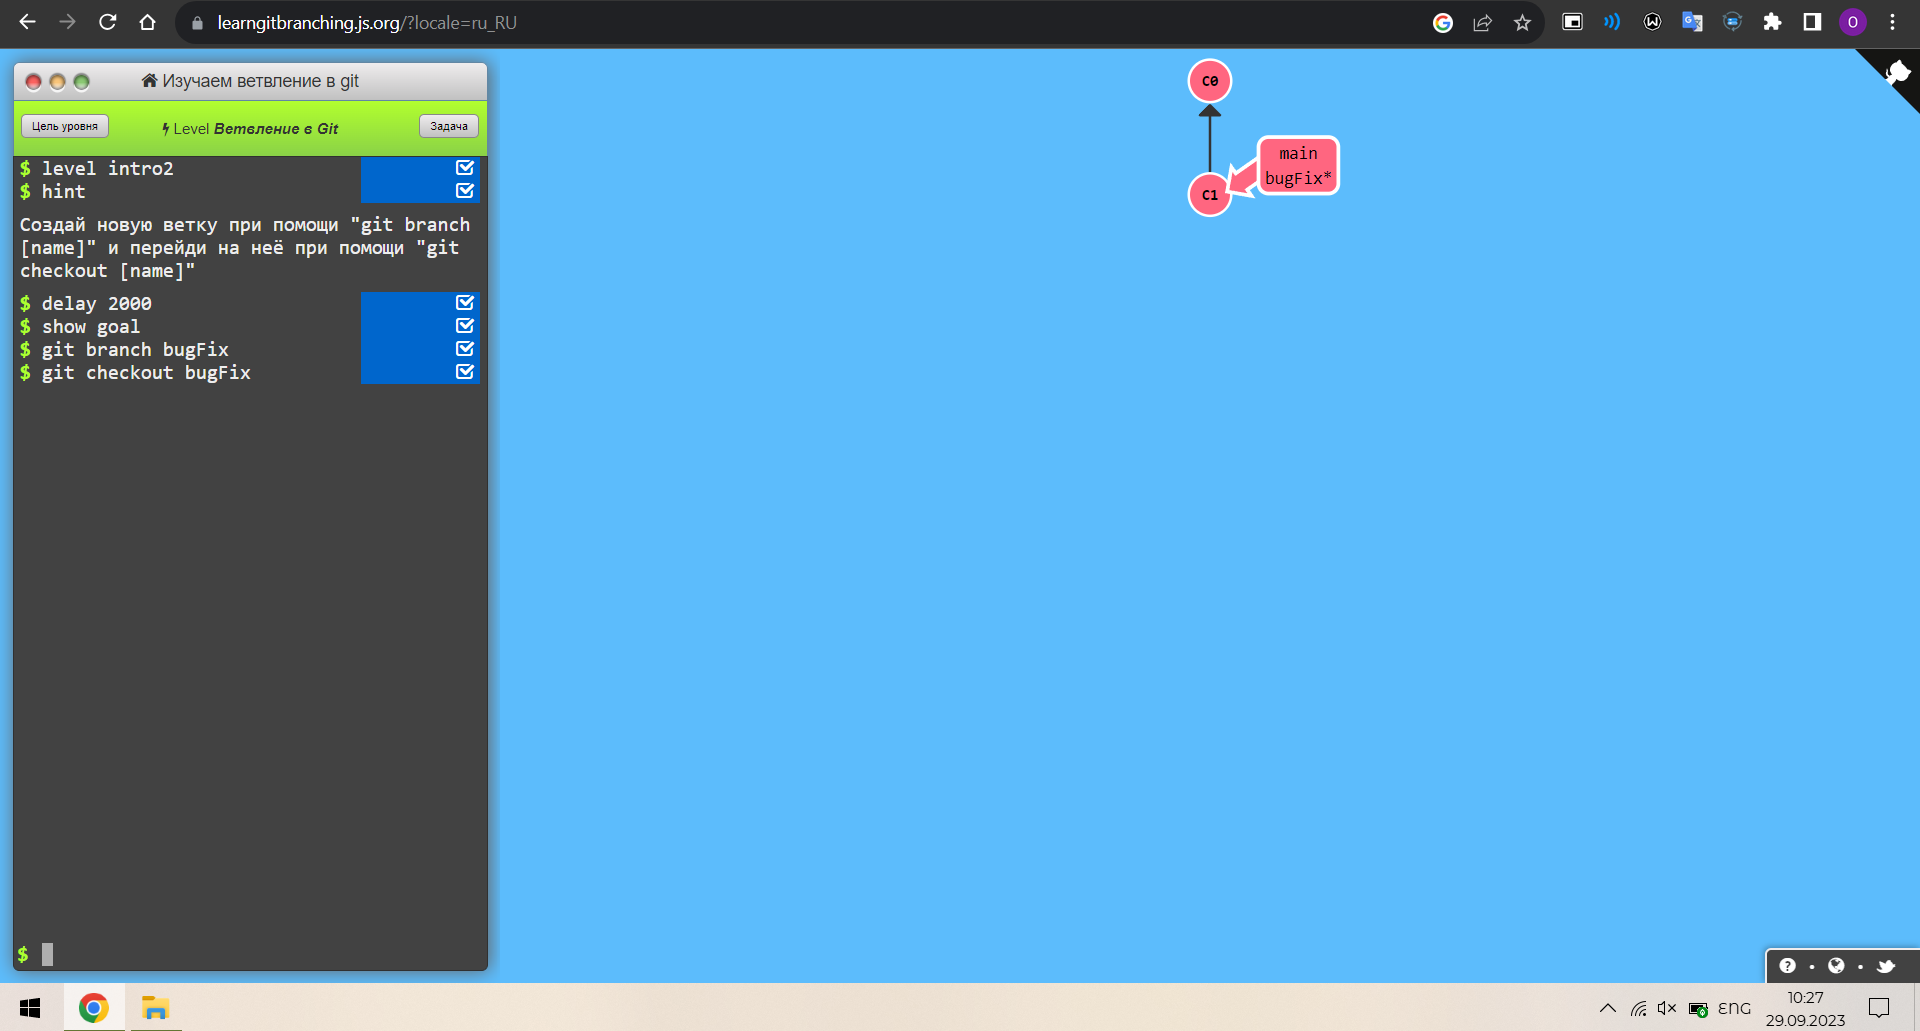 learngitbranching.js.org/?locale=ru_RU
O
Изучаем ветвление в git
Цель уровня
Level Ветвление в Git
Задача
$ level intro2
$ hint
Создай новую ветку при помощи "git branch
[name]" и перейди на неё при помощи "git
checkout [name]"
$ delay 2000
$ show goal
$ git branch bugFix
$ git checkout bugFix
$
C0
main
bugFix*
C1
ENG
10:27
29.09.2023